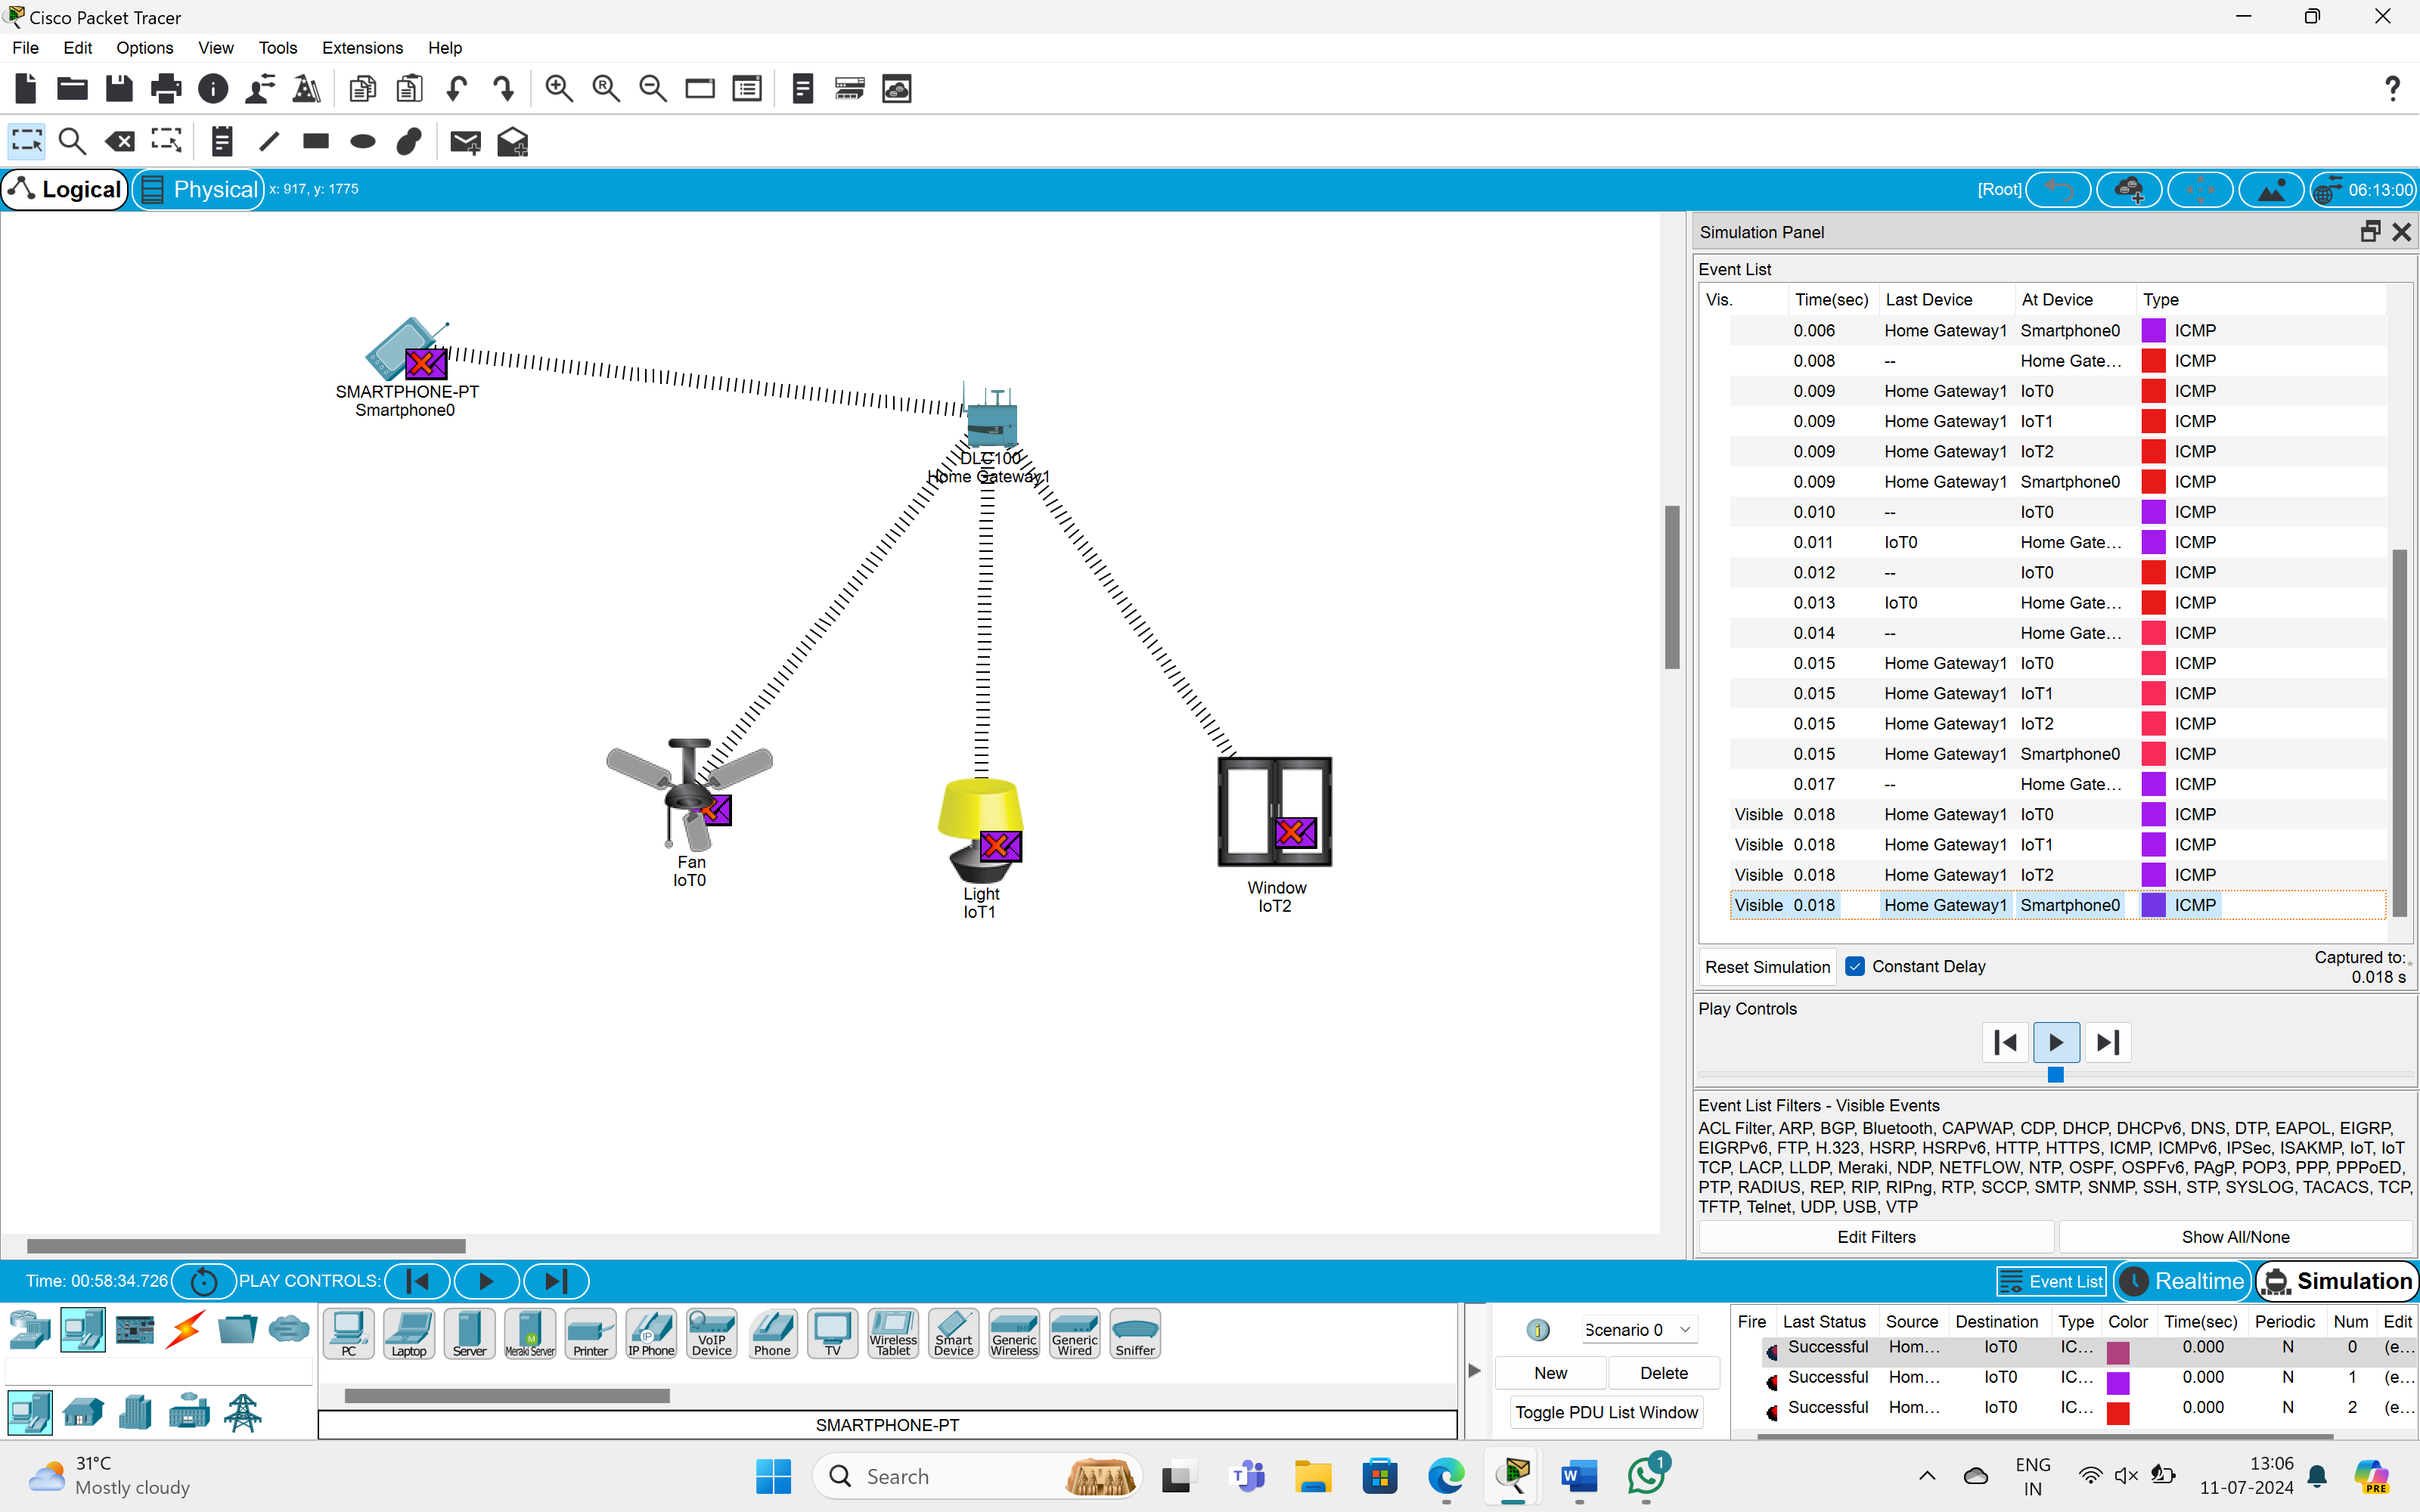 Cisco Packet Tracer
File Edit Options View Tools Extensions Help
Logical Physical x: 917, y: 1775 [Root] 06:13:00
SMARTPHONE-PT
Smartphone0
DLC100
Home Gateway1
Fan
IoT0
Light
IoT1
Window
IoT2
Simulation Panel
Event List
Vis. Time(sec) Last Device At Device Type
0.006 Home Gateway1 Smartphone0 ICMP
0.008 -- Home Gate... ICMP
0.009 Home Gateway1 IoT0 ICMP
0.009 Home Gateway1 IoT1 ICMP
0.009 Home Gateway1 IoT2 ICMP
0.009 Home Gateway1 Smartphone0 ICMP
0.010 -- IoT0 ICMP
0.011 IoT0 Home Gate... ICMP
0.012 -- IoT0 ICMP
0.013 IoT0 Home Gate... ICMP
0.014 -- Home Gate... ICMP
0.015 Home Gateway1 IoT0 ICMP
0.015 Home Gateway1 IoT1 ICMP
0.015 Home Gateway1 IoT2 ICMP
0.015 Home Gateway1 Smartphone0 ICMP
0.017 -- Home Gate... ICMP
Visible 0.018 Home Gateway1 IoT0 ICMP
Visible 0.018 Home Gateway1 IoT1 ICMP
Visible 0.018 Home Gateway1 IoT2 ICMP
Visible 0.018 Home Gateway1 Smartphone0 ICMP
Reset Simulation Constant Delay Captured to:
0.018 s
Play Controls
Event List Filters - Visible Events
ACL Filter, ARP, BGP, Bluetooth, CAPWAP, CDP, DHCP, DHCPv6, DNS, DTP, EAPOL, EIGRP,
EIGRPv6, FTP, H.323, HSRP, HSRPv6, HTTP, HTTPS, ICMP, ICMPv6, IPSec, ISAKMP, IoT, IoT
TCP, LACP, LLDP, Meraki, NDP, NETFLOW, NTP, OSPF, OSPFv6, PAgP, POP3, PPP, PPPoED,
PTP, RADIUS, REP, RIP, RIPng, RTP, SCCP, SMTP, SNMP, SSH, STP, SYSLOG, TACACS, TCP,
TFTP, Telnet, UDP, USB, VTP
Edit Filters Show All/None
Time: 00:58:34.726 PLAY CONTROLS: Event List Realtime Simulation
PC Laptop Server Meraki Server Printer IP Phone VoIP Device Phone TV Wireless Tablet Smart Device Generic Wireless Generic Wired Sniffer
SMARTPHONE-PT
Scenario 0
New Delete
Toggle PDU List Window
Fire Last Status Source Destination Type Color Time(sec) Periodic Num Edit
Successful Hom... IoT0 IC... 0.000 N 0 (e...
Successful Hom... IoT0 IC... 0.000 N 1 (e...
Successful Hom... IoT0 IC... 0.000 N 2 (e...
31°C
Mostly cloudy
Search
1
ENG
IN
13:06
11-07-2024
PRE